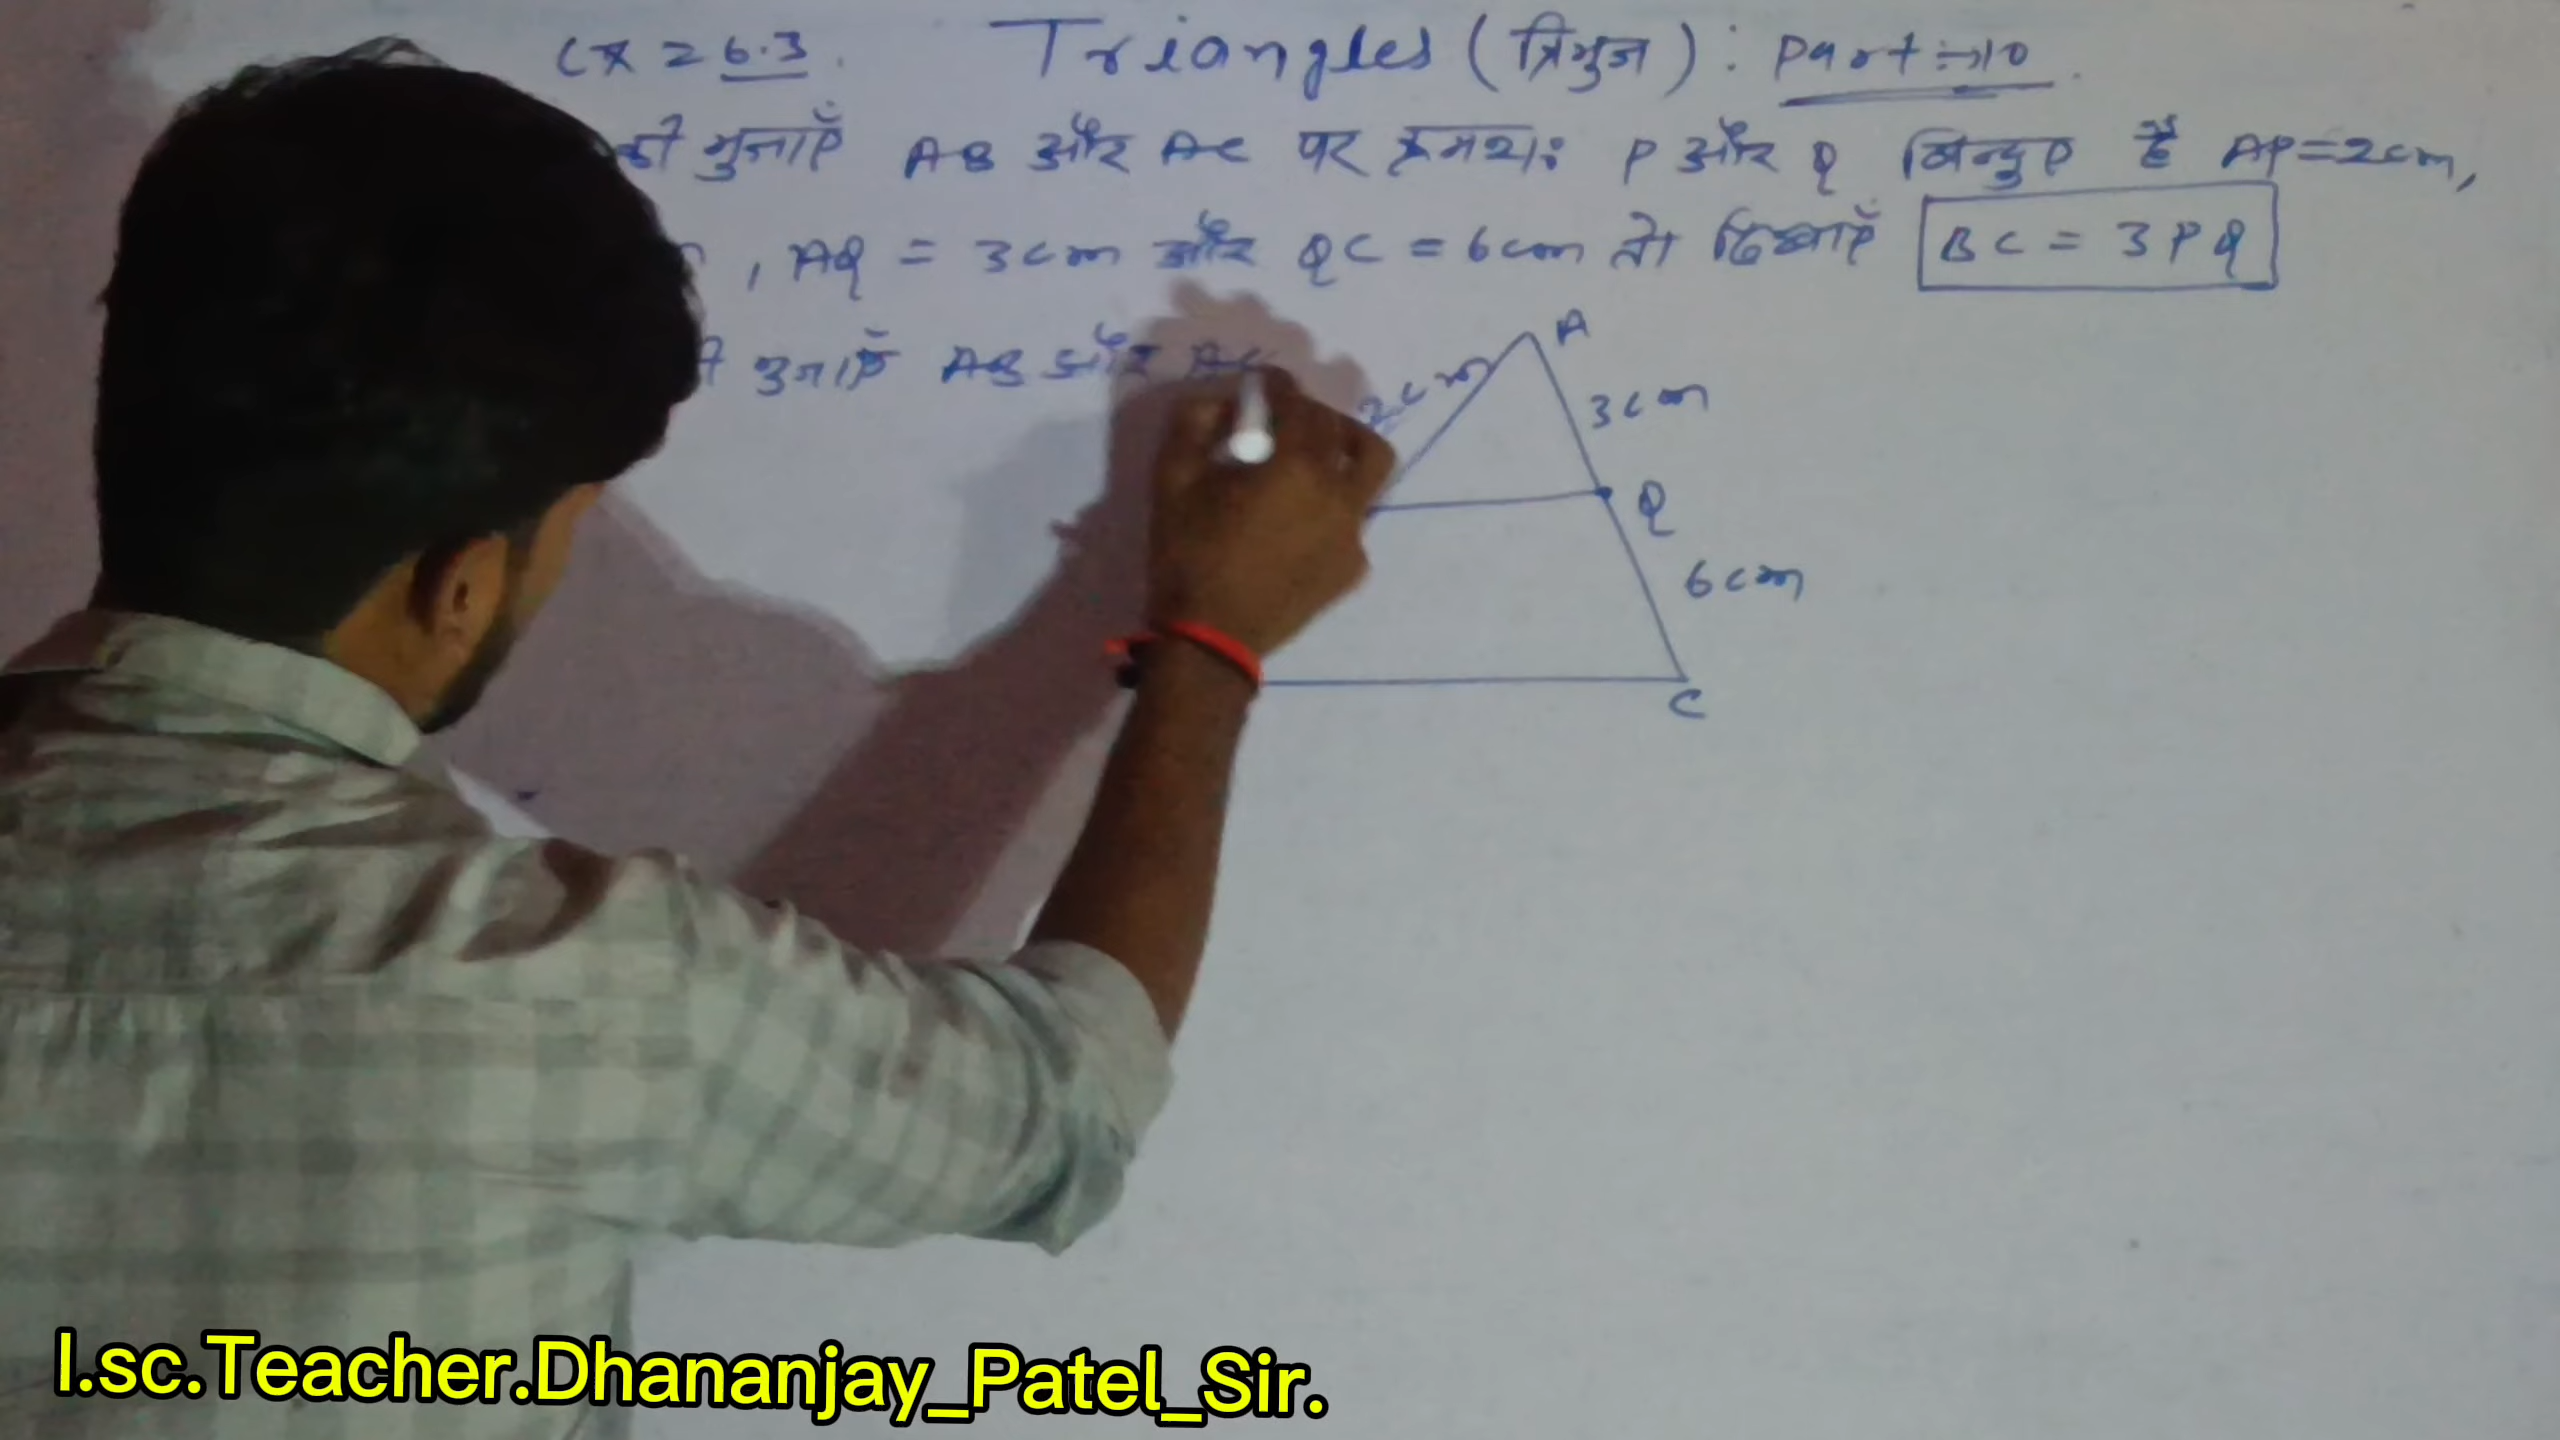 Ex = 6.3. Triangles (त्रिभुज) : Part :→ 10.
की भुजाएँ AB और AC पर क्रमशः P और Q बिन्दुए हैं AP = 2cm,
, AQ = 3cm और QC = 6cm तो दिखाएँ BC = 3PQ
भुजाएँ AB और AC
A
2cm
3cm
Q
6cm
C
I.sc.Teacher.Dhananjay_Patel_Sir.